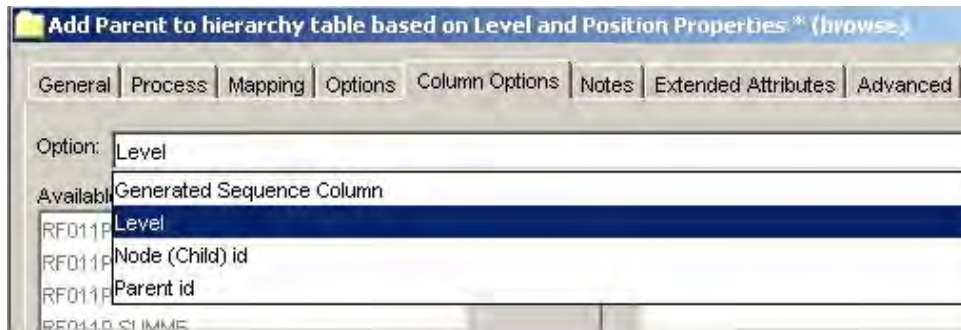 Add Parent to hierarchy table based on Level and Position Properties * (browse)
General Process Mapping Options Column Options Notes Extended Attributes Advanced
Option: Level
Generated Sequence Column
Level
Node (Child) id
Parent id